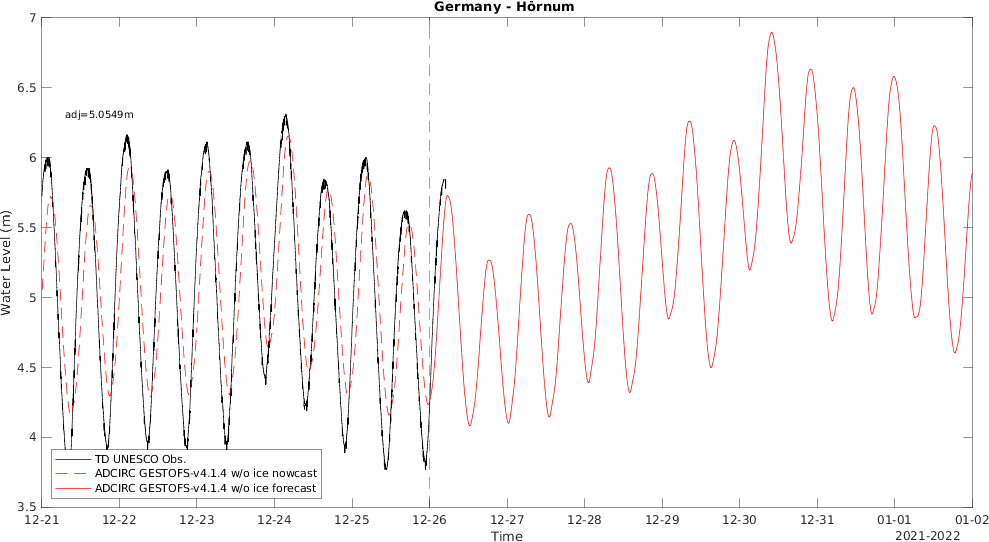 Germany - Hörnum
7
6.5
6
5.5
5
4.5
4
3.5
Water Level (m)
adj=5.0549m
TD UNESCO Obs.
ADCIRC GESTOFS-v4.1.4 w/o ice nowcast
ADCIRC GESTOFS-v4.1.4 w/o ice forecast
12-21 12-22 12-23 12-24 12-25 12-26 12-27 12-28 12-29 12-30 12-31 01-01 01-02
Time
2021-2022